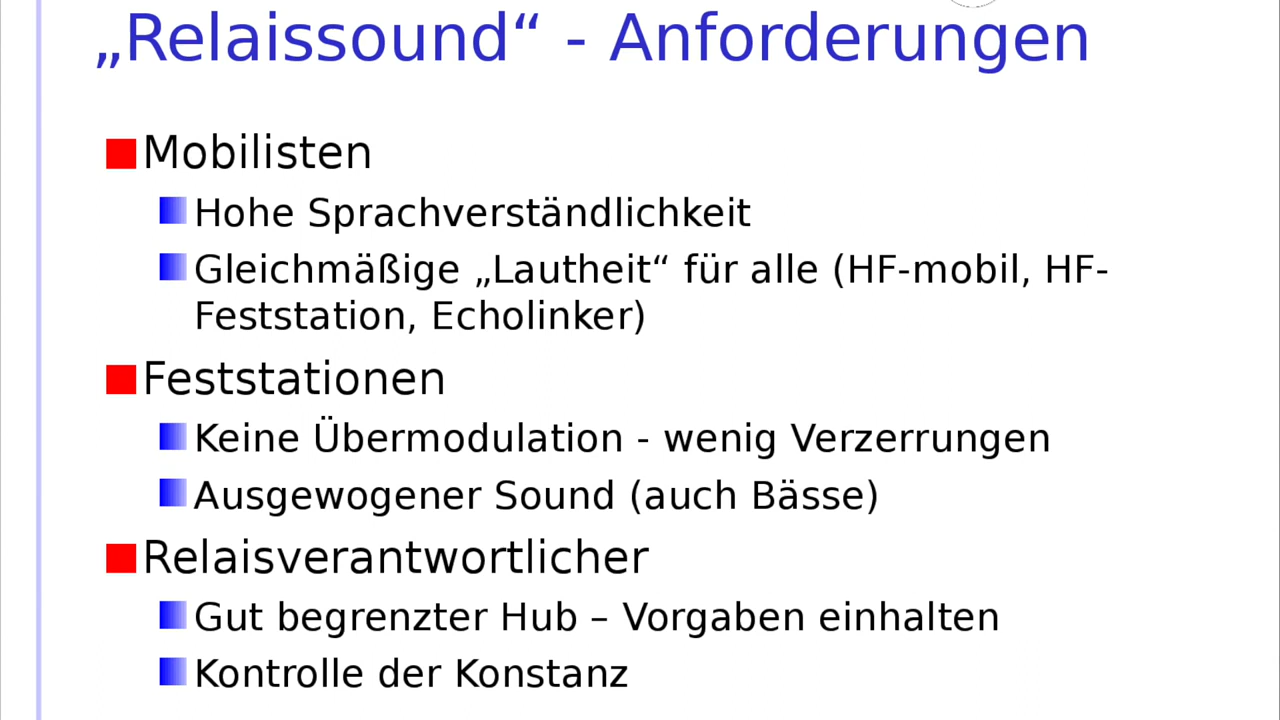 „Relaissound“ - Anforderungen
Mobilisten
Hohe Sprachverständlichkeit
Gleichmäßige „Lautheit“ für alle (HF-mobil, HF-
Feststation, Echolinker)
Feststationen
Keine Übermodulation - wenig Verzerrungen
Ausgewogener Sound (auch Bässe)
Relaisverantwortlicher
Gut begrenzter Hub – Vorgaben einhalten
Kontrolle der Konstanz